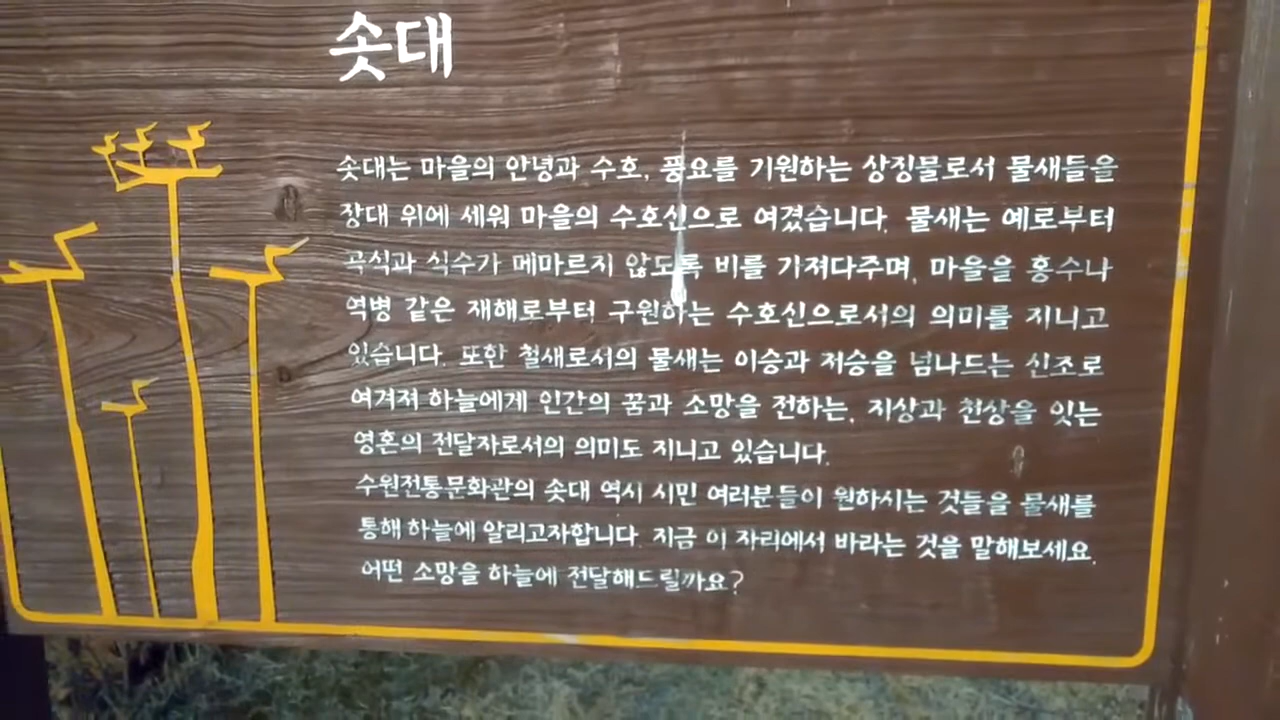 솟대
솟대는 마을의 안녕과 수호, 풍요를 기원하는 상징물로서 물새들을
장대 위에 세워 마을의 수호신으로 여겼습니다. 물새는 예로부터
곡식과 식수가 메마르지 않도록 비를 가져다주며, 마을을 홍수나
역병 같은 재해로부터 구원하는 수호신으로서의 의미를 지니고
있습니다. 또한 철새로서의 물새는 이승과 저승을 넘나드는 신조로
여겨져 하늘에게 인간의 꿈과 소망을 전하는, 지상과 천상을 잇는
영혼의 전달자로서의 의미도 지니고 있습니다.
수원전통문화관의 솟대 역시 시민 여러분들이 원하시는 것들을 물새를
통해 하늘에 알리고자합니다. 지금 이 자리에서 바라는 것을 말해보세요.
어떤 소망을 하늘에 전달해드릴까요?